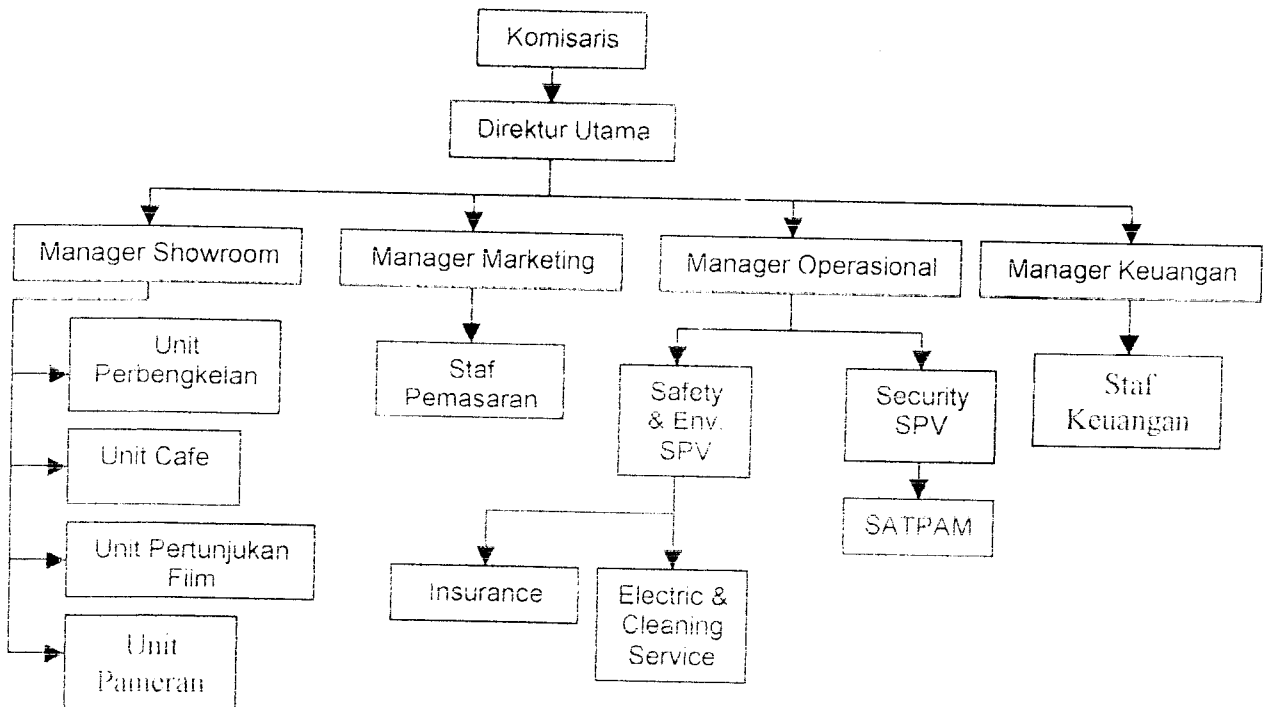 Komisaris
Direktur Utama
Manager Showroom
Manager Marketing
Manager Operasional
Manager Keuangan
Unit
Perbengkelan
Staf
Pemasaran
Safety
& Env.
SPV
Security
SPV
Staf
Keuangan
Unit Cafe
SATPAM
Unit Pertunjukan
Film
Insurance
Electric &
Cleaning
Service
Unit
Pameran